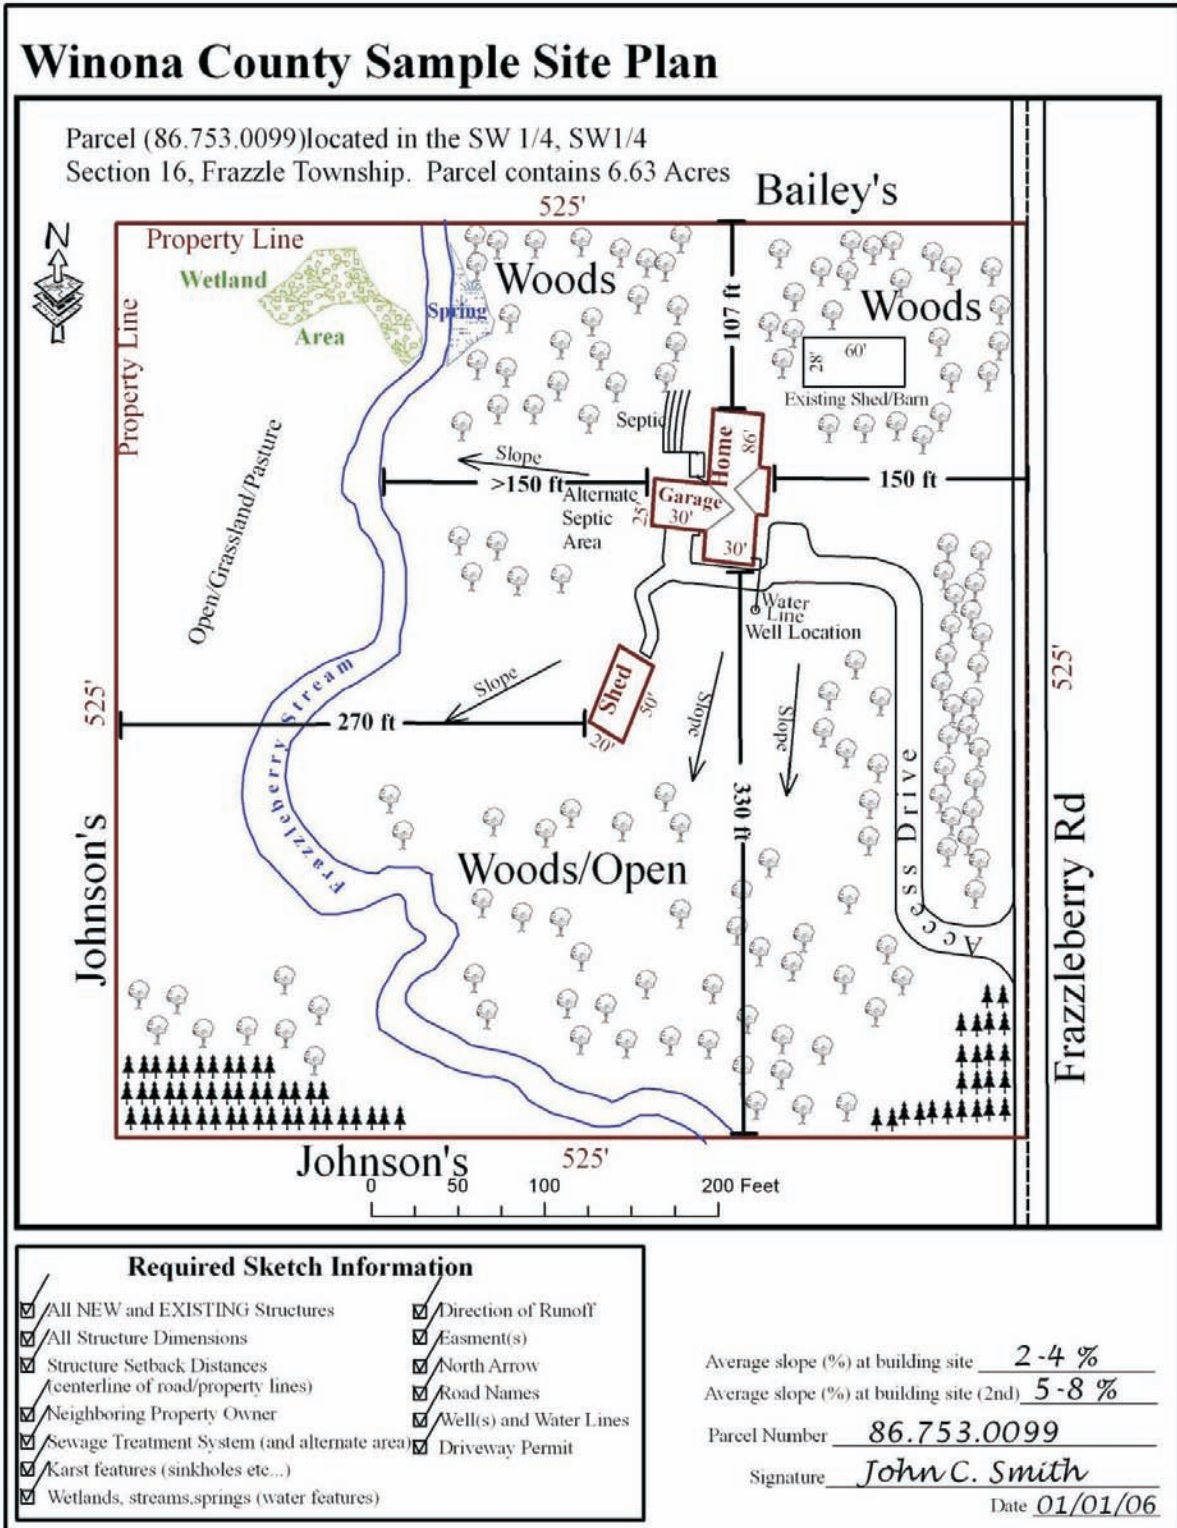 Winona County Sample Site Plan
Parcel (86.753.0099)located in the SW 1/4, SW1/4
Section 16, Frazzle Township. Parcel contains 6.63 Acres
Bailey's
525'
N
Property Line
Property Line
Wetland
Area
Spring
Woods
Woods
107 ft
60'
28'
Existing Shed/Barn
Septic
Home
86'
Slope
>150 ft
150 ft
Alternate
Septic
Area
Garage
30'
25'
30'
Open/Grassland/Pasture
Water
Line
Well Location
Frazzleberry Stream
Slope
Shed
50'
20'
Slope
Slope
525'
525'
270 ft
330 ft
Access Drive
Woods/Open
Johnson's
Frazzleberry Rd
Johnson's
525'
0 50 100 200 Feet
Required Sketch Information
All NEW and EXISTING Structures
All Structure Dimensions
Structure Setback Distances
(centerline of road/property lines)
Neighboring Property Owner
Sewage Treatment System (and alternate area)
Karst features (sinkholes etc...)
Wetlands, streams,springs (water features)
Direction of Runoff
Easment(s)
North Arrow
Road Names
Well(s) and Water Lines
Driveway Permit
Average slope (%) at building site 2-4 %
Average slope (%) at building site (2nd) 5-8 %
Parcel Number 86.753.0099
Signature John C. Smith
Date 01/01/06